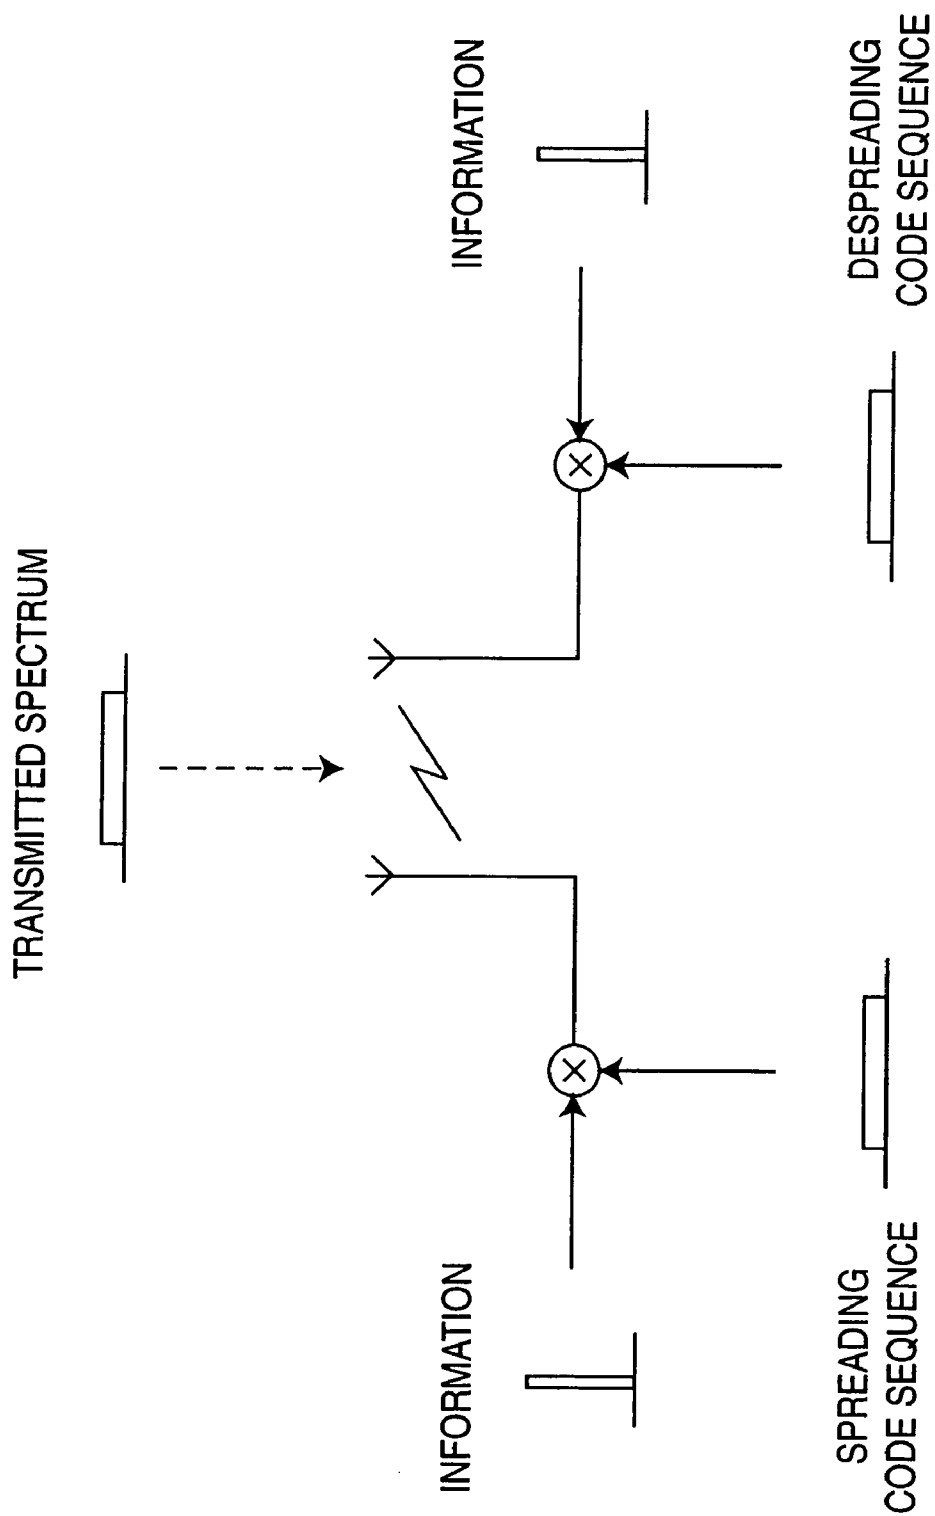 TRANSMITTED SPECTRUM
INFORMATION
INFORMATION
SPREADING
CODE SEQUENCE
DESPREADING
CODE SEQUENCE